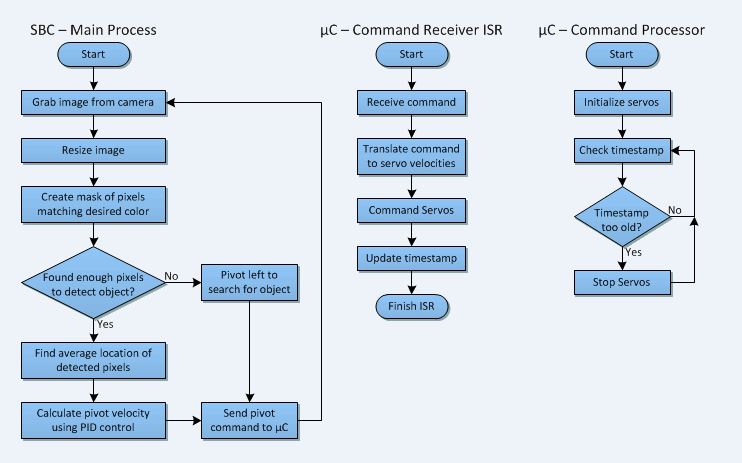 SBC – Main Process
Start
Grab image from camera
Resize image
Create mask of pixels
matching desired color
Found enough pixels
to detect object?
No
Pivot left to
search for object
Yes
Find average location of
detected pixels
Calculate pivot velocity
using PID control
Send pivot
command to µC
µC – Command Receiver ISR
Start
Receive command
Translate command
to servo velocities
Command Servos
Update timestamp
Finish ISR
µC – Command Processor
Start
Initialize servos
Check timestamp
Timestamp
too old?
No
Yes
Stop Servos